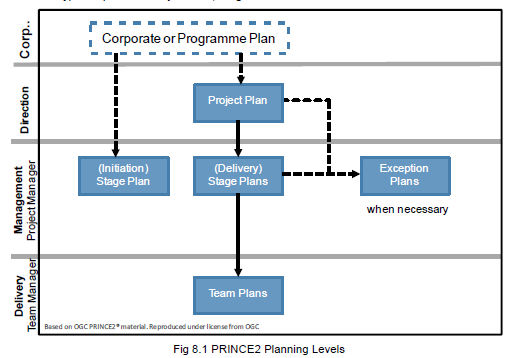 Corp..
Corporate or Programme Plan
Direction
Project Plan
Management
Project Manager
(Initiation)
Stage Plan
(Delivery)
Stage Plans
Exception
Plans
when necessary
Delivery
Team Manager
Team Plans
Based on OGC PRINCE2® material. Reproduced under license from OGC
Fig 8.1 PRINCE2 Planning Levels